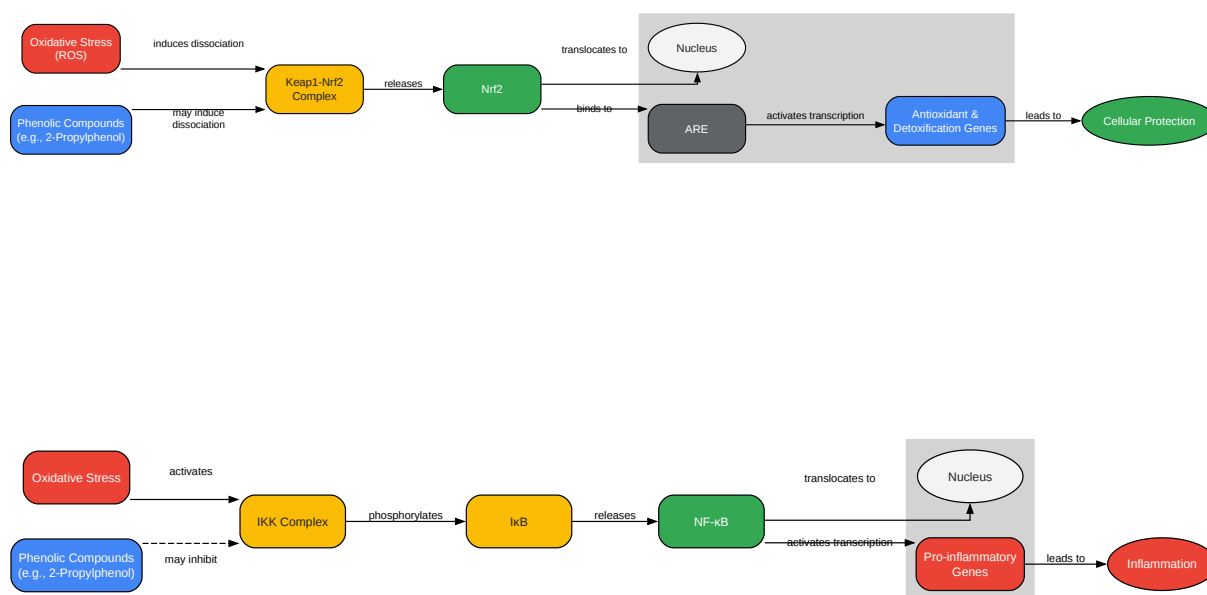 Oxidative Stress
(ROS)
induces dissociation
translocates to
Nucleus
Keap1-Nrf2
Complex
releases
Nrf2
Phenolic Compounds
(e.g., 2-Propylphenol)
may induce
dissociation
binds to
ARE
activates transcription
Antioxidant &
Detoxification Genes
leads to
Cellular Protection
Oxidative Stress
activates
translocates to
Nucleus
IKK Complex
phosphorylates
IκB
releases
NF-κB
activates transcription
Phenolic Compounds
(e.g., 2-Propylphenol)
may inhibit
Pro-inflammatory
Genes
leads to
Inflammation